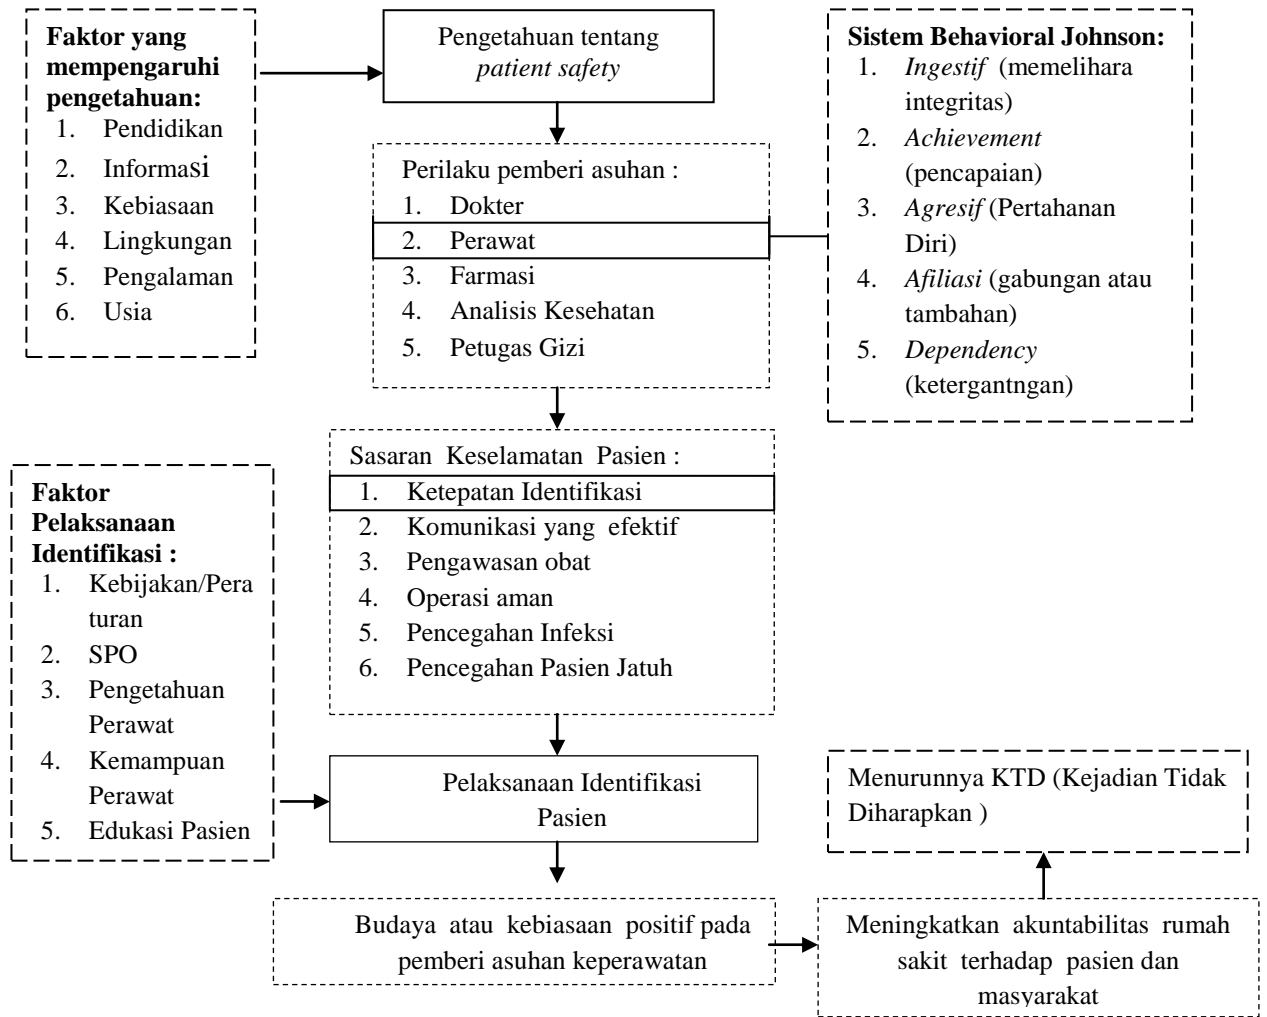 Faktor yang
mempengaruhi
pengetahuan:
1. Pendidikan
2. Informasi
3. Kebiasaan
4. Lingkungan
5. Pengalaman
6. Usia
Pengetahuan tentang
patient safety
Sistem Behavioral Johnson:
1. Ingestif (memelihara
integritas)
2. Achievement
(pencapaian)
3. Agresif (Pertahanan
Diri)
4. Afiliasi (gabungan atau
tambahan)
5. Dependency
(ketergantngan)
Perilaku pemberi asuhan :
1. Dokter
2. Perawat
3. Farmasi
4. Analisis Kesehatan
5. Petugas Gizi
Sasaran Keselamatan Pasien :
1. Ketepatan Identifikasi
2. Komunikasi yang efektif
3. Pengawasan obat
4. Operasi aman
5. Pencegahan Infeksi
6. Pencegahan Pasien Jatuh
Faktor
Pelaksanaan
Identifikasi :
1. Kebijakan/Pera
turan
2. SPO
3. Pengetahuan
Perawat
4. Kemampuan
Perawat
5. Edukasi Pasien
Pelaksanaan Identifikasi
Pasien
Menurunnya KTD (Kejadian Tidak
Diharapkan )
Budaya atau kebiasaan positif pada
pemberi asuhan keperawatan
Meningkatkan akuntabilitas rumah
sakit terhadap pasien dan
masyarakat